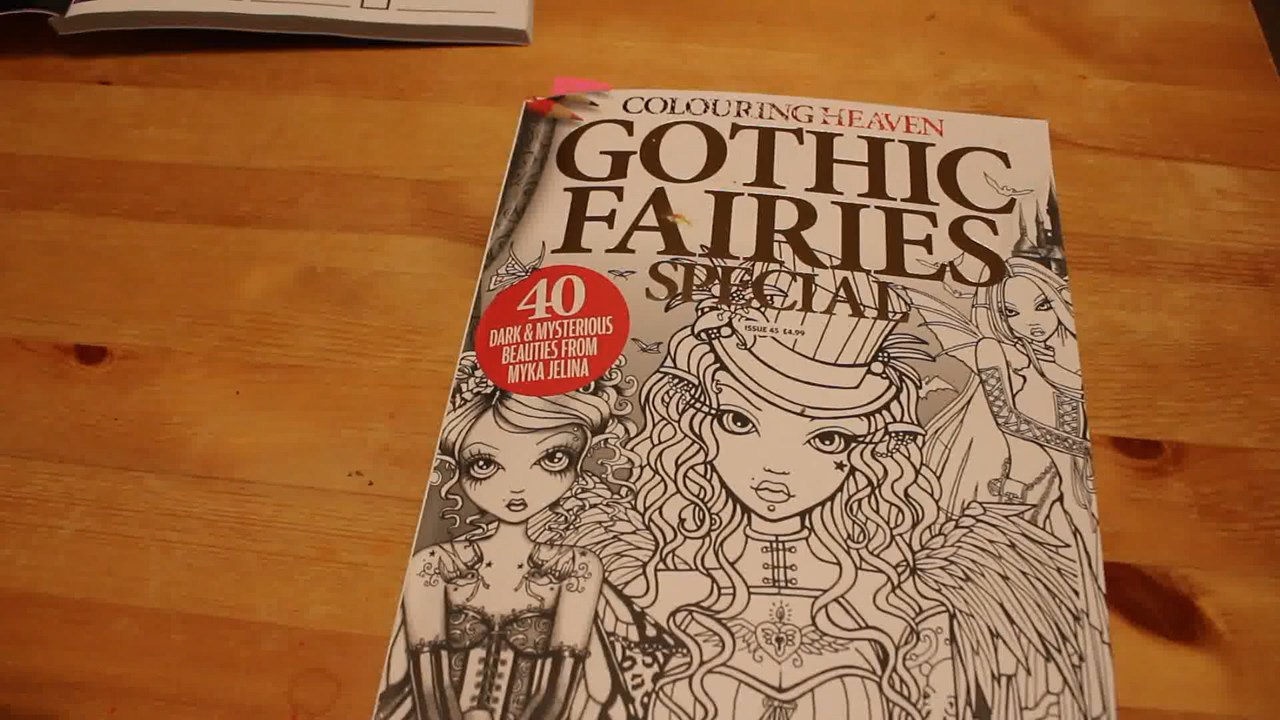 COLOURING HEAVEN
GOTHIC
FAIRIES
SPECIAL
ISSUE 45 £4.99
40
DARK & MYSTERIOUS
BEAUTIES FROM
MYKA JELINA